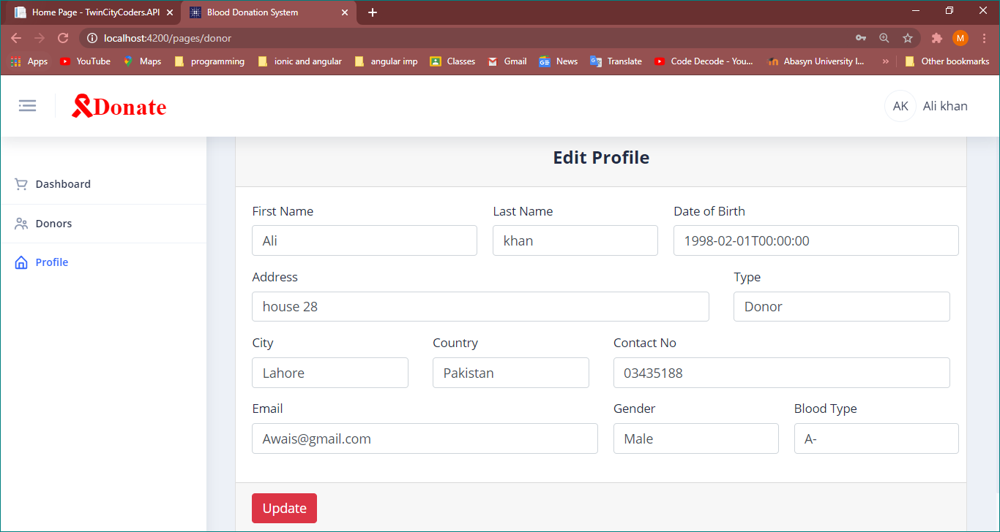 Home Page - TwinCityCoders.API
Blood Donation System
localhost:4200/pages/donor
M
Apps YouTube Maps programming ionic and angular angular imp Classes Gmail News Translate Code Decode - You... Abasyn University I... » Other bookmarks
Donate
AK Ali khan
Dashboard
Donors
Profile
Edit Profile
First Name Last Name Date of Birth
Ali khan 1998-02-01T00:00:00
Address Type
house 28 Donor
City Country Contact No
Lahore Pakistan 03435188
Email Gender Blood Type
Awais@gmail.com Male A-
Update